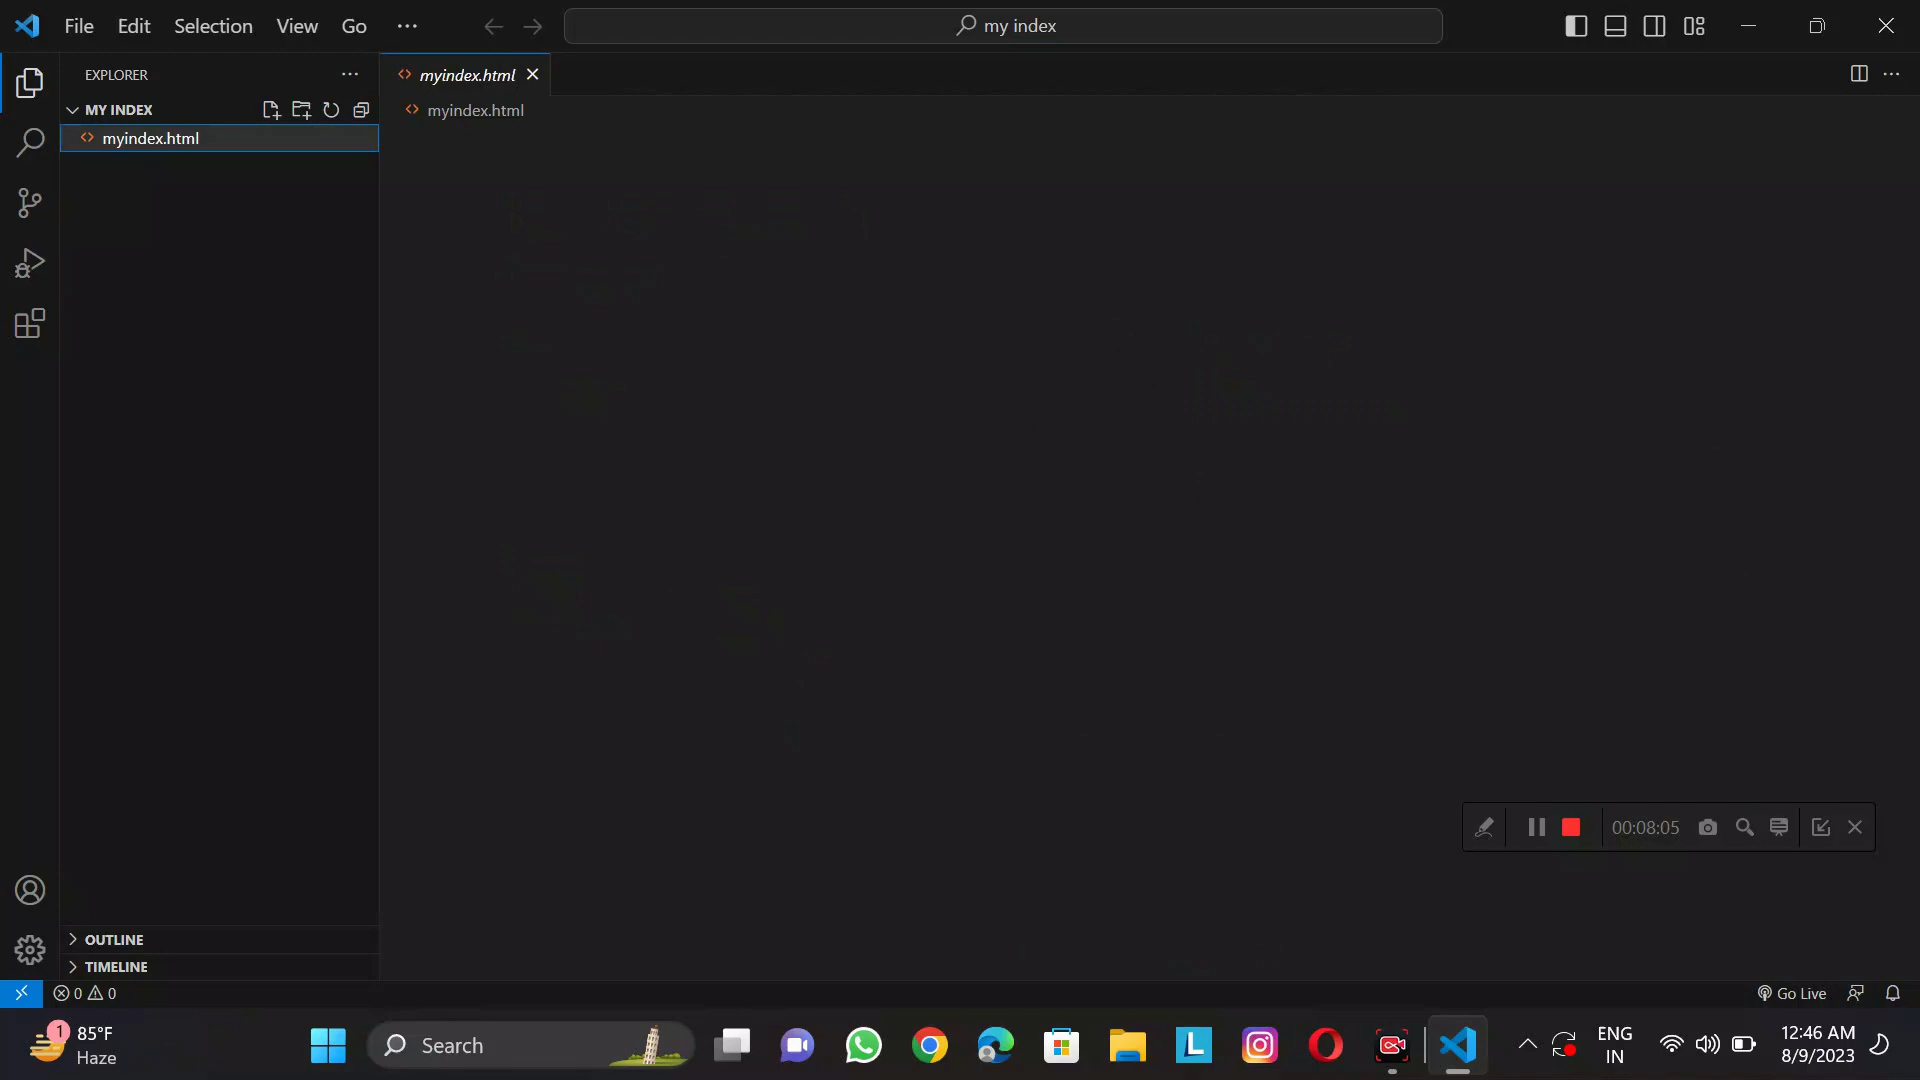 File Edit Selection View Go
my index
EXPLORER
myindex.html
MY INDEX
myindex.html
myindex.html
00:08:05
OUTLINE
TIMELINE
0 0
Go Live
1
85°F
Haze
Search
L
ENG
IN
12:46 AM
8/9/2023